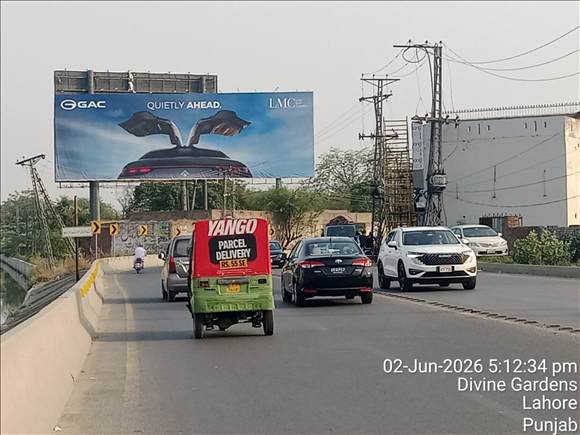 GAC
QUIETLY AHEAD.
LMC
YANGO
PARCEL
DELIVERY
02-Jun-2026 5:12:34 pm
Divine Gardens
Lahore
Punjab